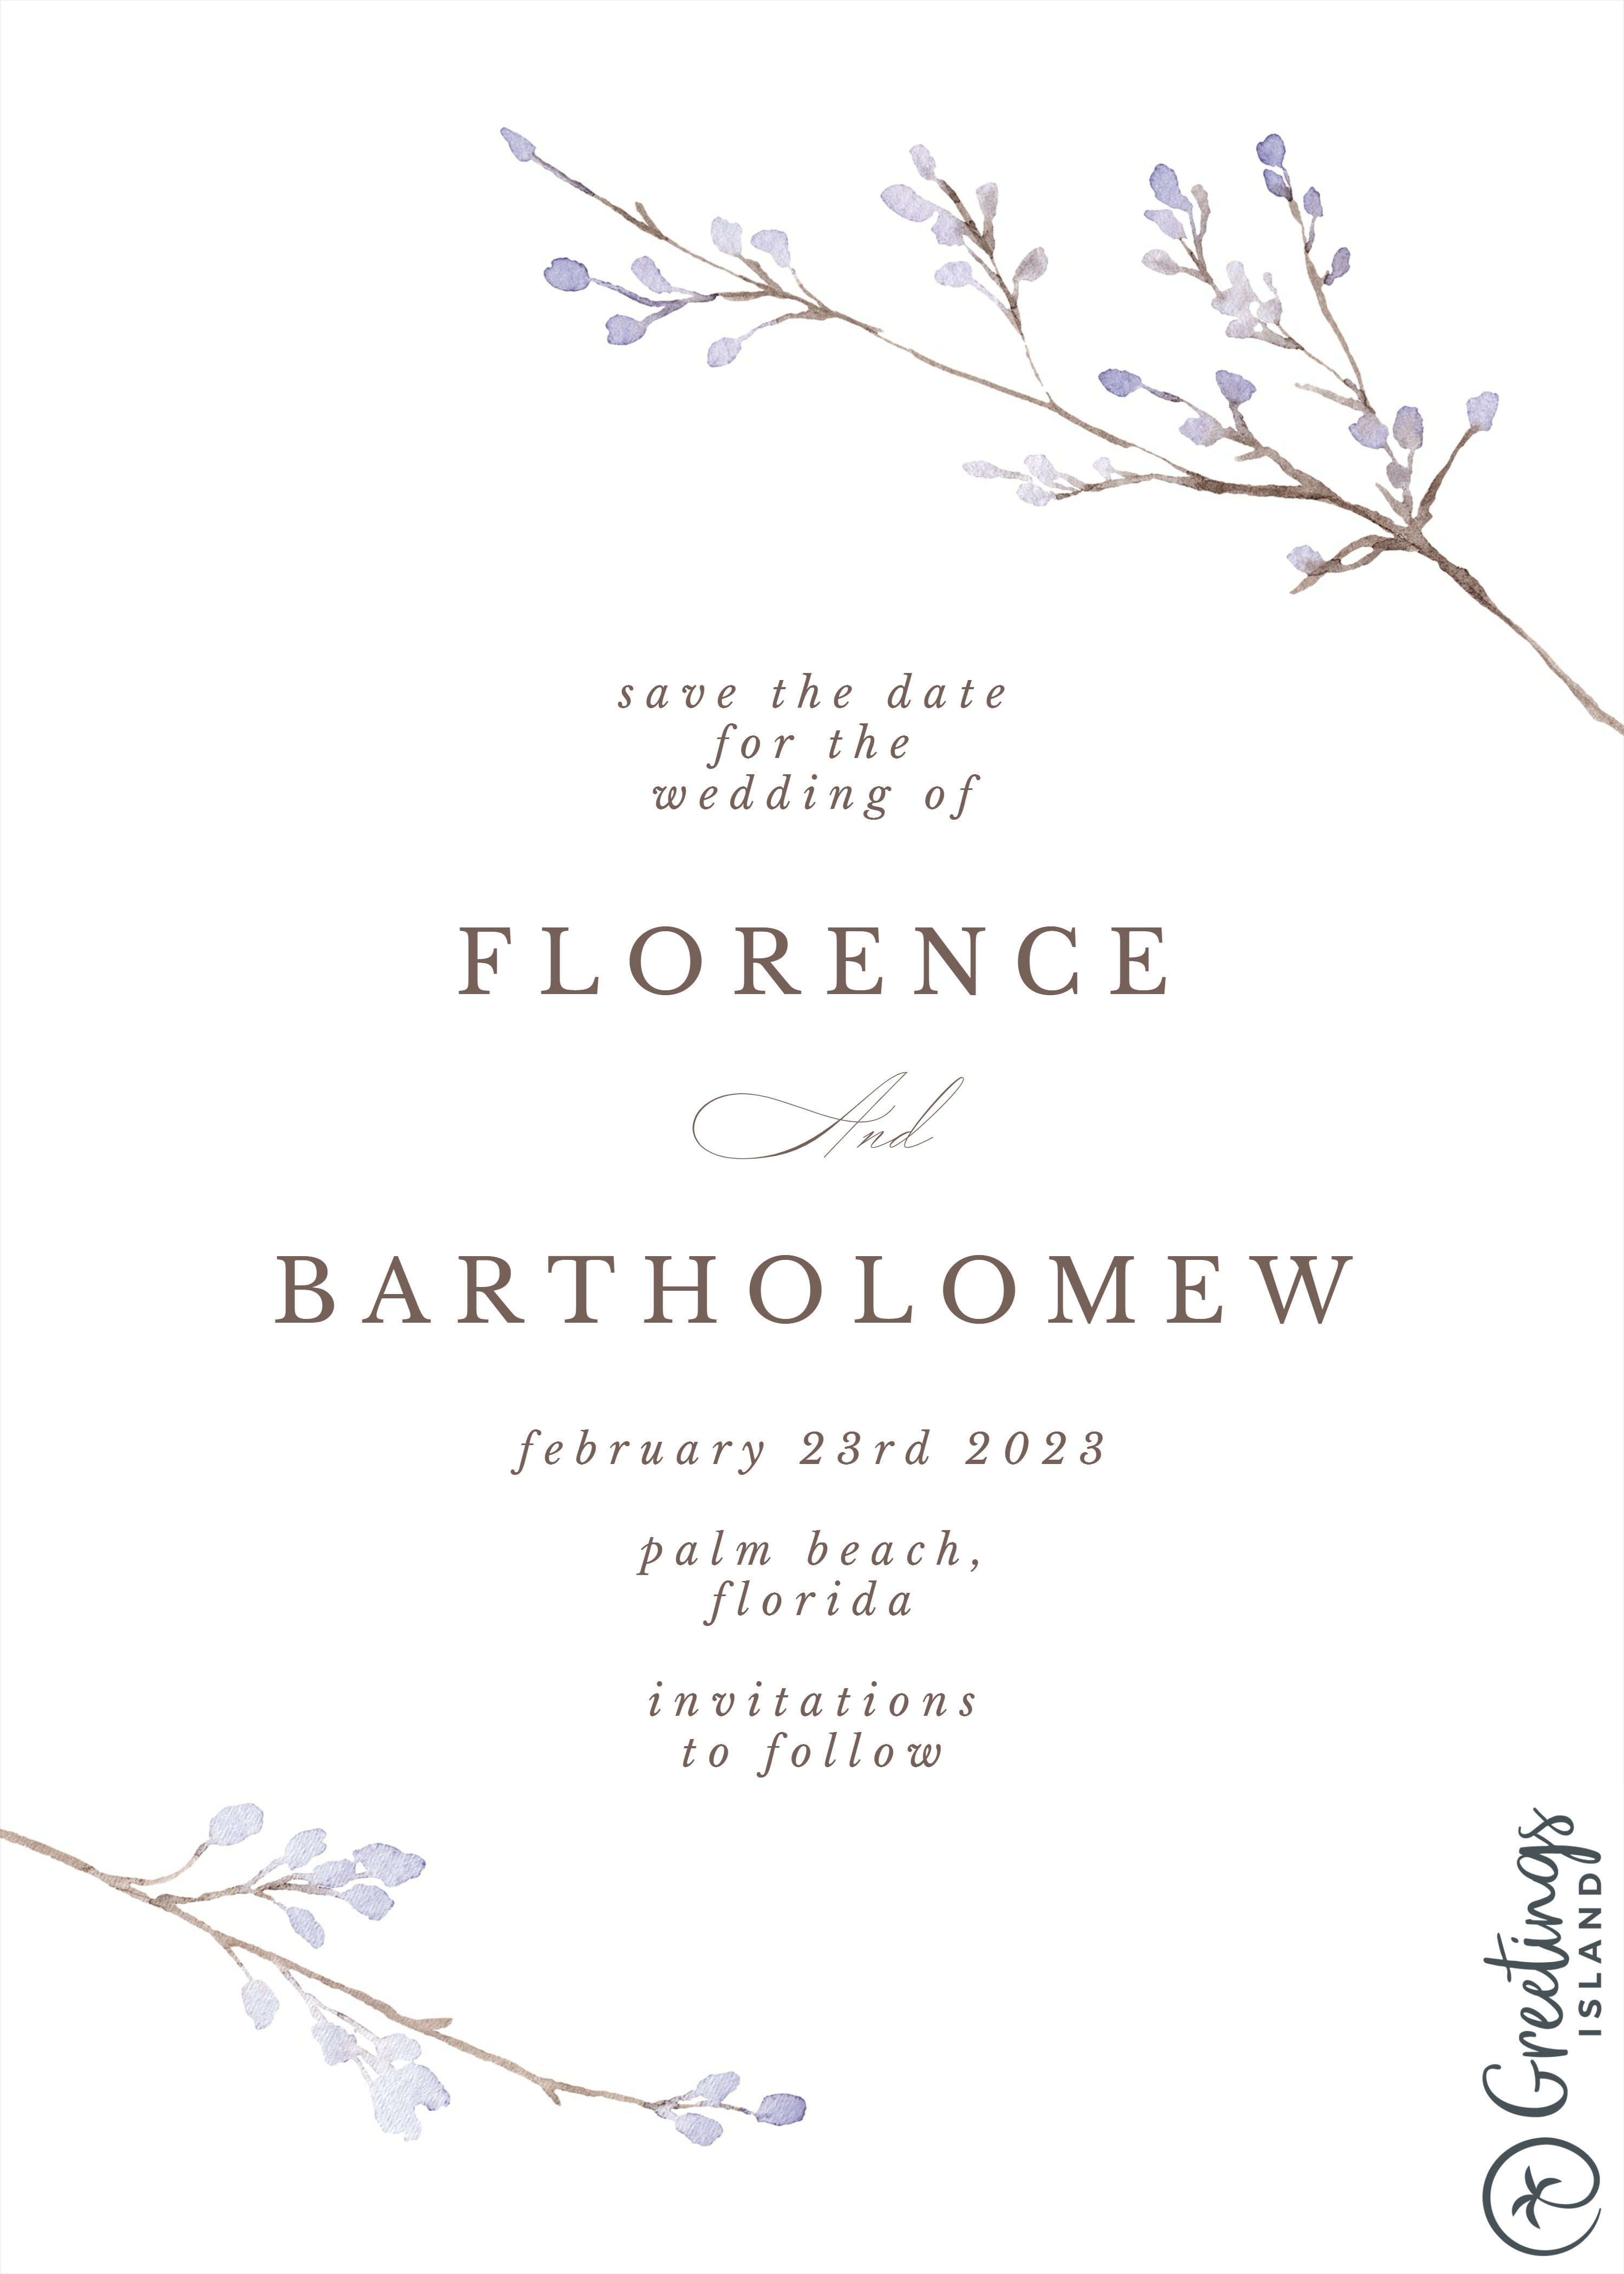 save the date
for the
wedding of
FLORENCE
And
BARTHOLOMEW
february 23rd 2023
palm beach,
florida
invitations
to follow
Greetings
ISLAND